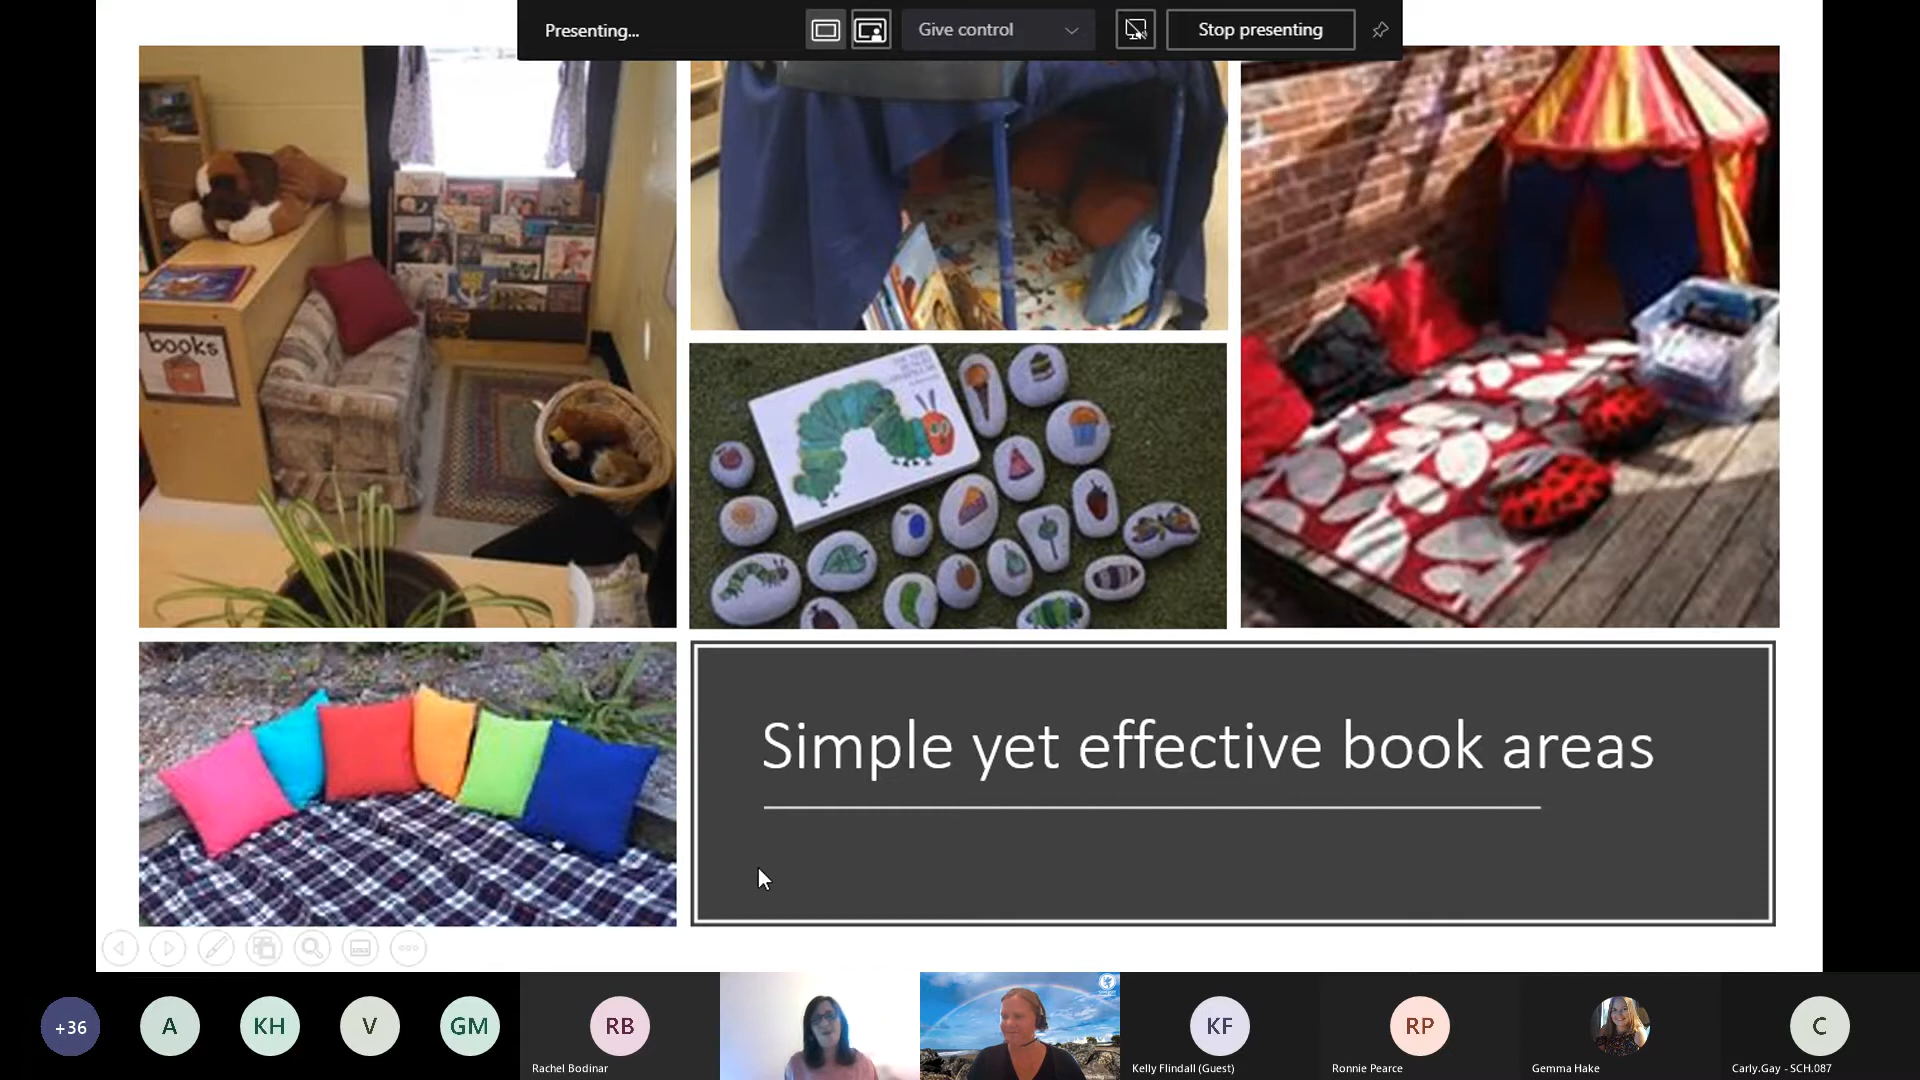 Presenting...
Give control
Stop presenting
books
Simple yet effective book areas
+36
A
KH
V
GM
RB
KF
RP
C
Rachel Bodinar
Kelly Flindall (Guest)
Ronnie Pearce
Gemma Hake
Carly.Gay - SCH.087